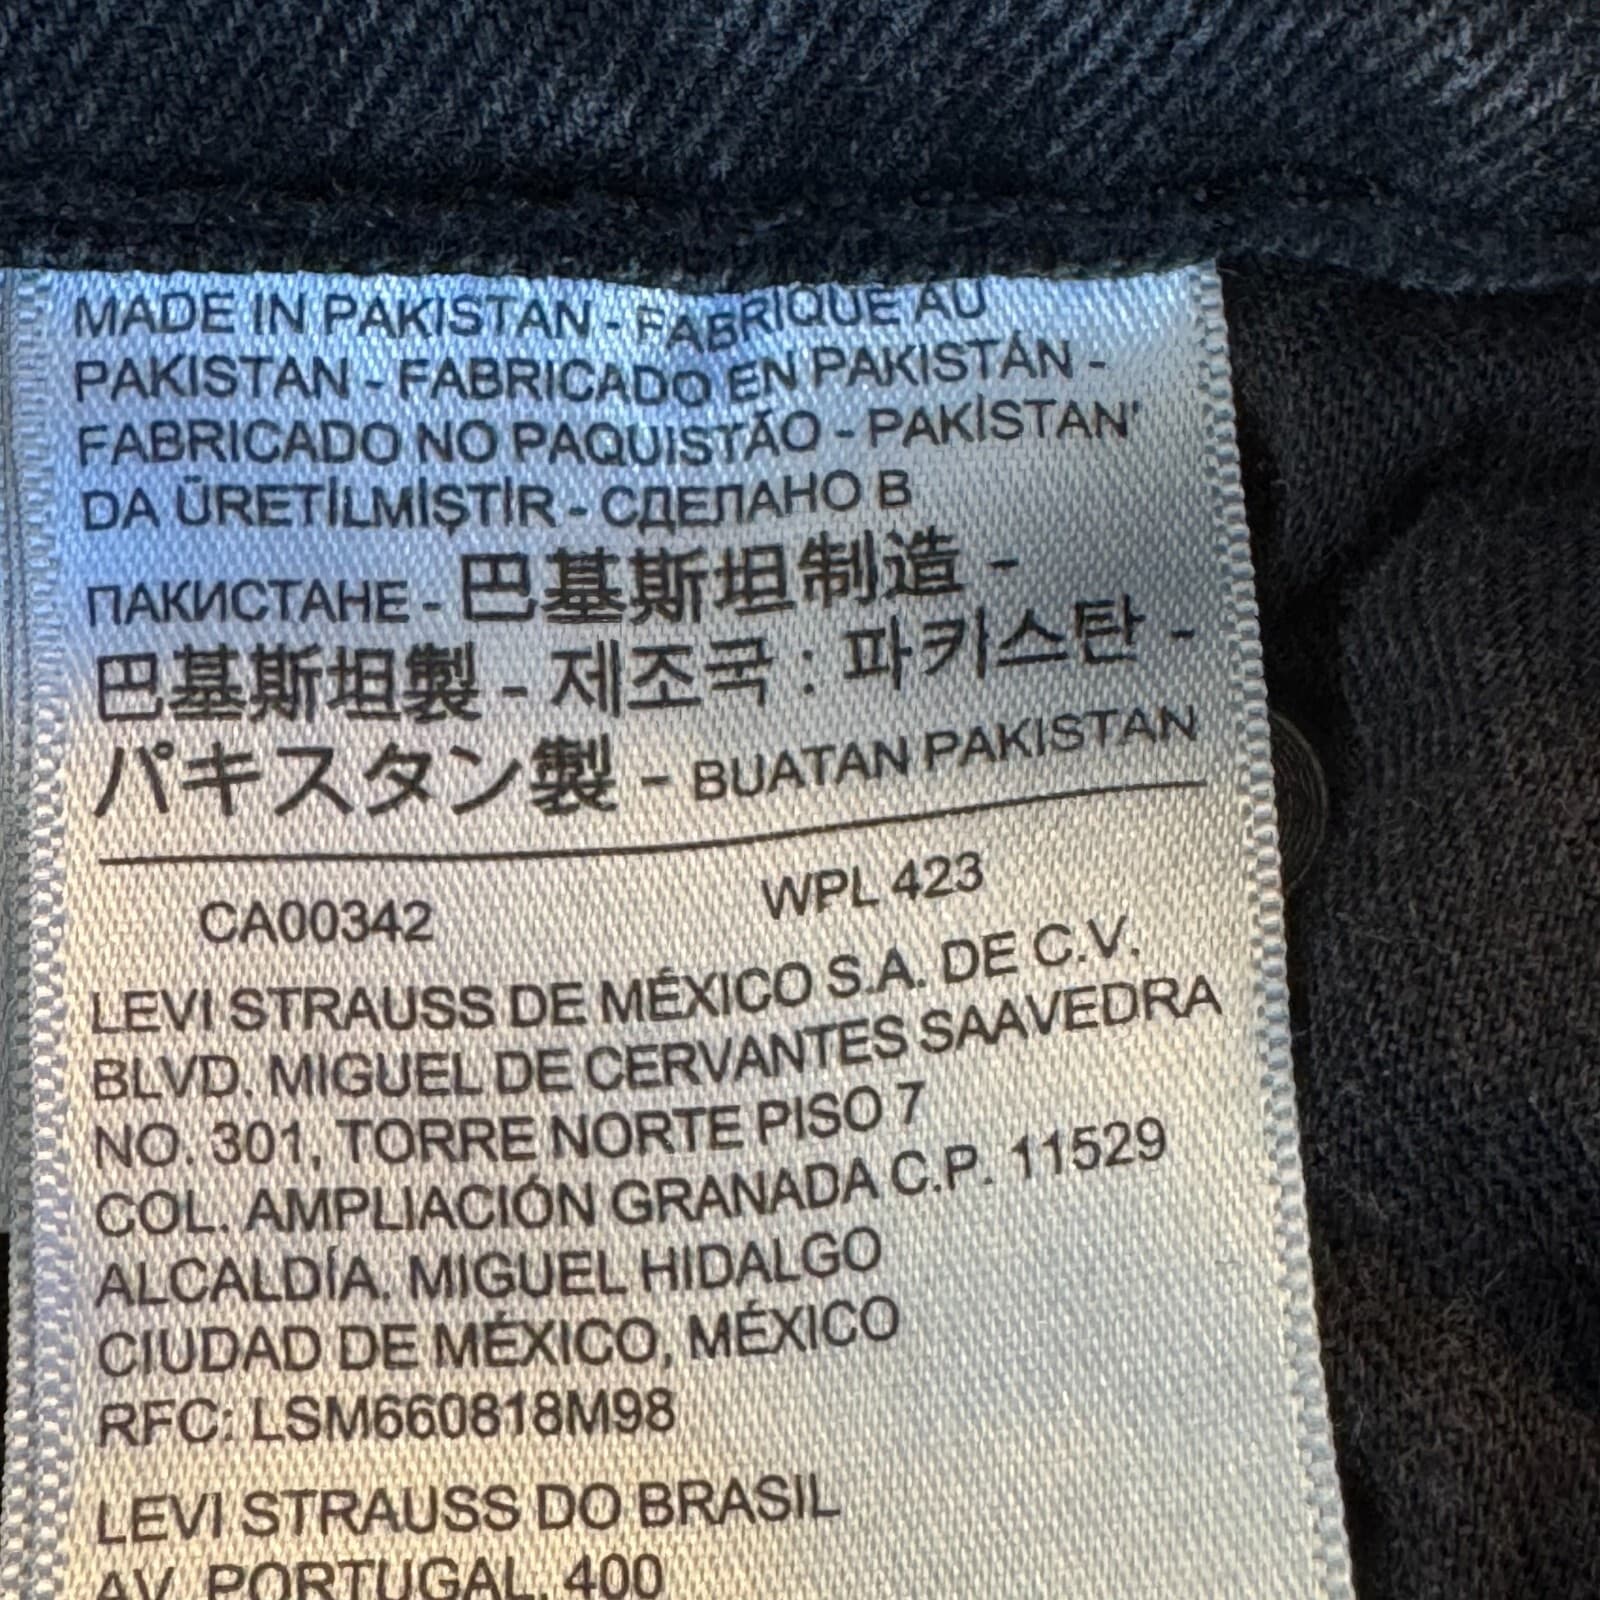 MADE IN PAKISTAN - FABRIQUE AU
PAKISTAN - FABRICADO EN PAKISTÁN -
FABRICADO NO PAQUISTÃO - PAKİSTAN'
DA ÜRETİLMİŞTİR - СДЕЛАНО В
ПАКИСТАНЕ - 巴基斯坦制造 -
巴基斯坦製 - 제조국 : 파키스탄 -
パキスタン製 - BUATAN PAKISTAN
CA00342 WPL 423
LEVI STRAUSS DE MÉXICO S.A. DE C.V.
BLVD. MIGUEL DE CERVANTES SAAVEDRA
NO. 301, TORRE NORTE PISO 7
COL. AMPLIACIÓN GRANADA C.P. 11529
ALCALDÍA. MIGUEL HIDALGO
CIUDAD DE MÉXICO, MÉXICO
RFC: LSM660818M98
LEVI STRAUSS DO BRASIL
AV. PORTUGAL, 400